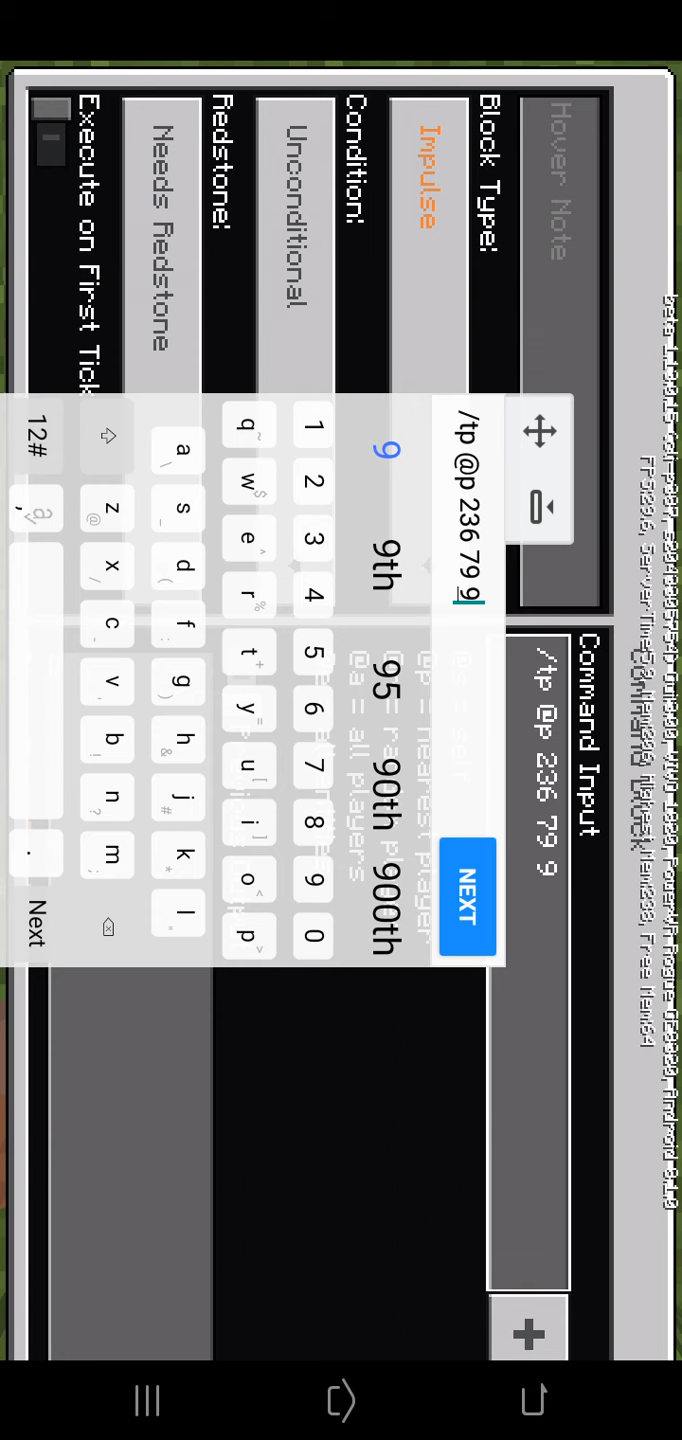 Command Block
Hover Note
Block Type:
Impulse
Condition:
Unconditional
Redstone:
Needs Redstone
Execute on First Tick
Command Input
/tp @p 236 79 9
/tp @p 236 79 9
NEXT
9 9th 95 90th 900th
1 2 3 4 5 6 7 8 9 0
q w e r t y u i o p
a s d f g h j k l
z x c v b n m
12# , . Next
@s = self
@p = nearest player
@a = all players